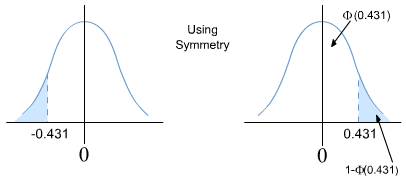 Using
Symmetry
Φ(0.431)
-0.431
0
0.431
0
1-Φ(0.431)